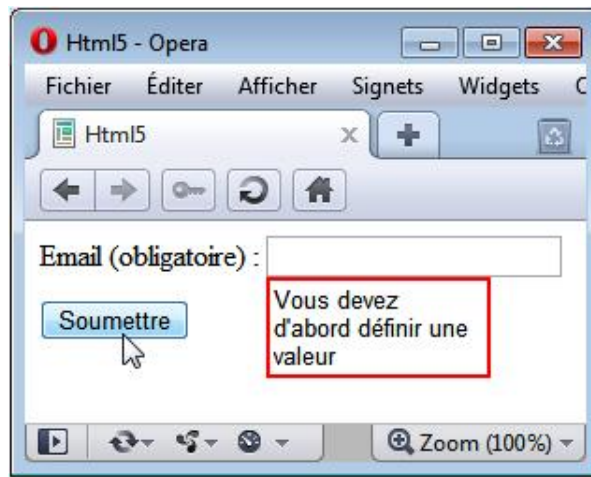 Html5 - Opera
Fichier Éditer Afficher Signets Widgets
Html5
Email (obligatoire) :
Vous devez
d'abord définir une
valeur
Soumettre
Zoom (100%)